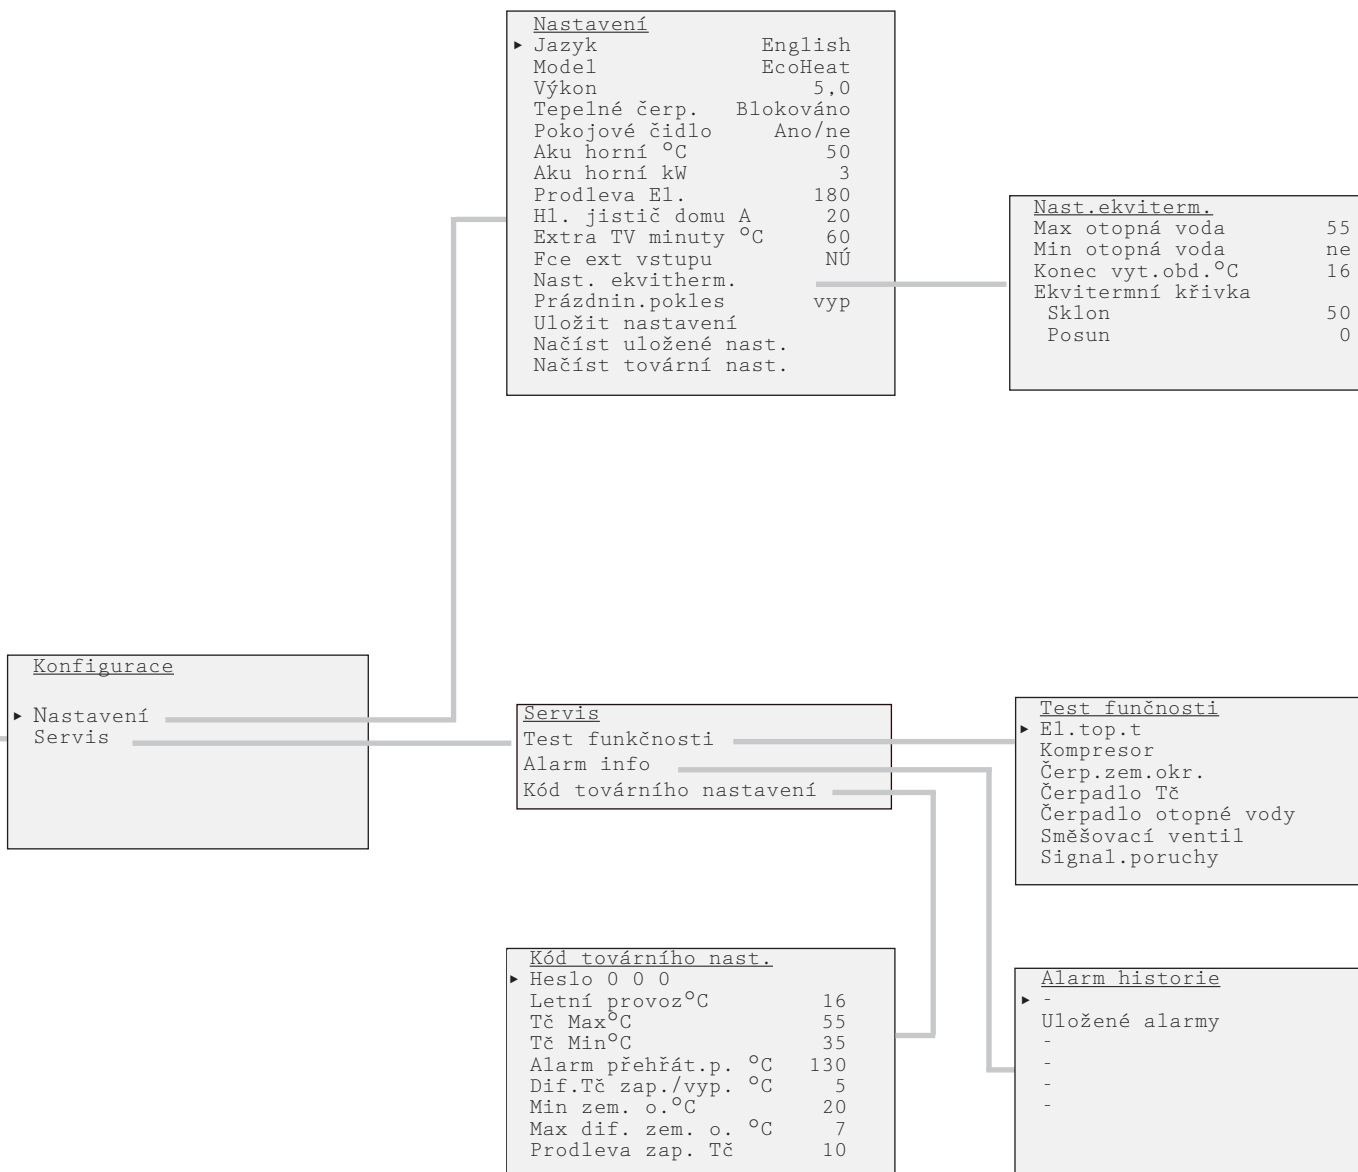 Nastavení
▸ Jazyk English
Model EcoHeat
Výkon 5,0
Tepelné čerp. Blokováno
Pokojové čidlo Ano/ne
Aku horní °C 50
Aku horní kW 3
Prodleva El. 180
Hl. jistič domu A 20
Extra TV minuty °C 60
Fce ext vstupu NÚ
Nast. ekvitherm.
Prázdnin.pokles vyp
Uložit nastavení
Načíst uložené nast.
Načíst tovární nast.
Nast.ekviterm.
Max otopná voda 55
Min otopná voda ne
Konec vyt.obd.°C 16
Ekvitermní křivka
Sklon 50
Posun 0
Konfigurace
▸ Nastavení
Servis
Servis
Test funkčnosti
Alarm info
Kód továrního nastavení
Test funčnosti
▸ El.top.t
Kompresor
Čerp.zem.okr.
Čerpadlo Tč
Čerpadlo otopné vody
Směšovací ventil
Signal.poruchy
Kód továrního nast.
▸ Heslo 0 0 0
Letní provoz°C 16
Tč Max°C 55
Tč Min°C 35
Alarm přehřát.p. °C 130
Dif.Tč zap./vyp. °C 5
Min zem. o.°C 20
Max dif. zem. o. °C 7
Prodleva zap. Tč 10
Alarm historie
▸ -
Uložené alarmy
-
-
-
-